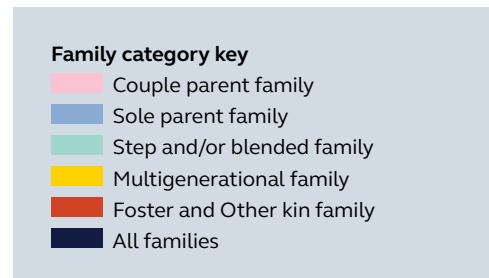 Family category key
Couple parent family
Sole parent family
Step and/or blended family
Multigenerational family
Foster and Other kin family
All families